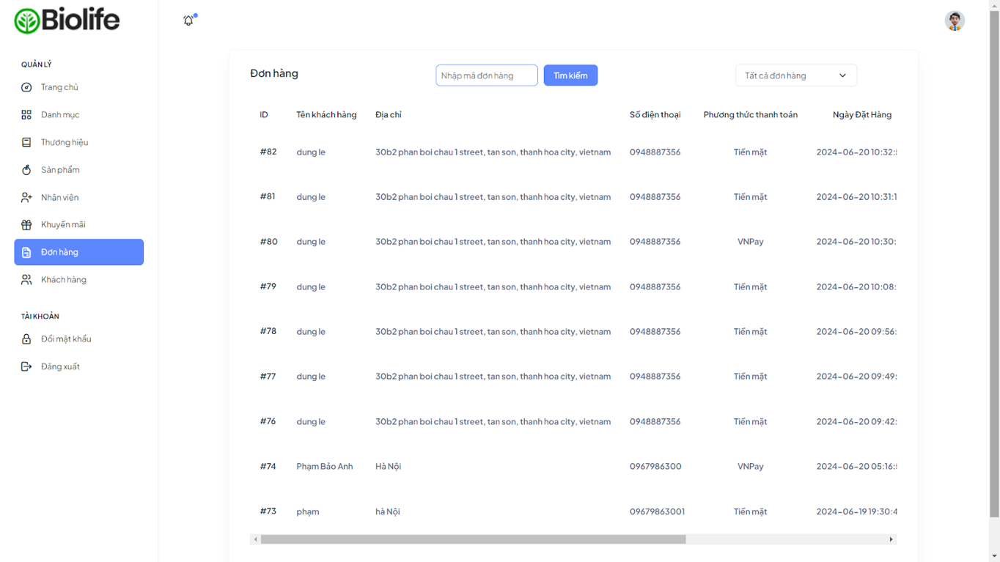 Biolife
QUẢN LÝ
Trang chủ
Danh mục
Thương hiệu
Sản phẩm
Nhân viên
Khuyến mãi
Đơn hàng
Khách hàng
TÀI KHOẢN
Đổi mật khẩu
Đăng xuất
Đơn hàng Nhập mã đơn hàng Tìm kiếm Tất cả đơn hàng
ID Tên khách hàng Địa chỉ Số điện thoại Phương thức thanh toán Ngày Đặt Hàng
#82 dung le 30b2 phan boi chau 1 street, tan son, thanh hoa city, vietnam 0948887356 Tiền mặt 2024-06-20 10:32:
#81 dung le 30b2 phan boi chau 1 street, tan son, thanh hoa city, vietnam 0948887356 Tiền mặt 2024-06-20 10:31:1
#80 dung le 30b2 phan boi chau 1 street, tan son, thanh hoa city, vietnam 0948887356 VNPay 2024-06-20 10:30:
#79 dung le 30b2 phan boi chau 1 street, tan son, thanh hoa city, vietnam 0948887356 Tiền mặt 2024-06-20 10:08:
#78 dung le 30b2 phan boi chau 1 street, tan son, thanh hoa city, vietnam 0948887356 Tiền mặt 2024-06-20 09:56:
#77 dung le 30b2 phan boi chau 1 street, tan son, thanh hoa city, vietnam 0948887356 Tiền mặt 2024-06-20 09:49:
#76 dung le 30b2 phan boi chau 1 street, tan son, thanh hoa city, vietnam 0948887356 Tiền mặt 2024-06-20 09:42:
#74 Phạm Bảo Anh Hà Nội 0967986300 VNPay 2024-06-20 05:16:
#73 phạm hà Nội 09679863001 Tiền mặt 2024-06-19 19:30:4